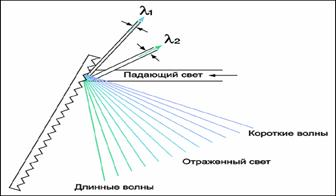 λ1
λ2
Падающий свет
Короткие волны
Отраженный свет
Длинные волны